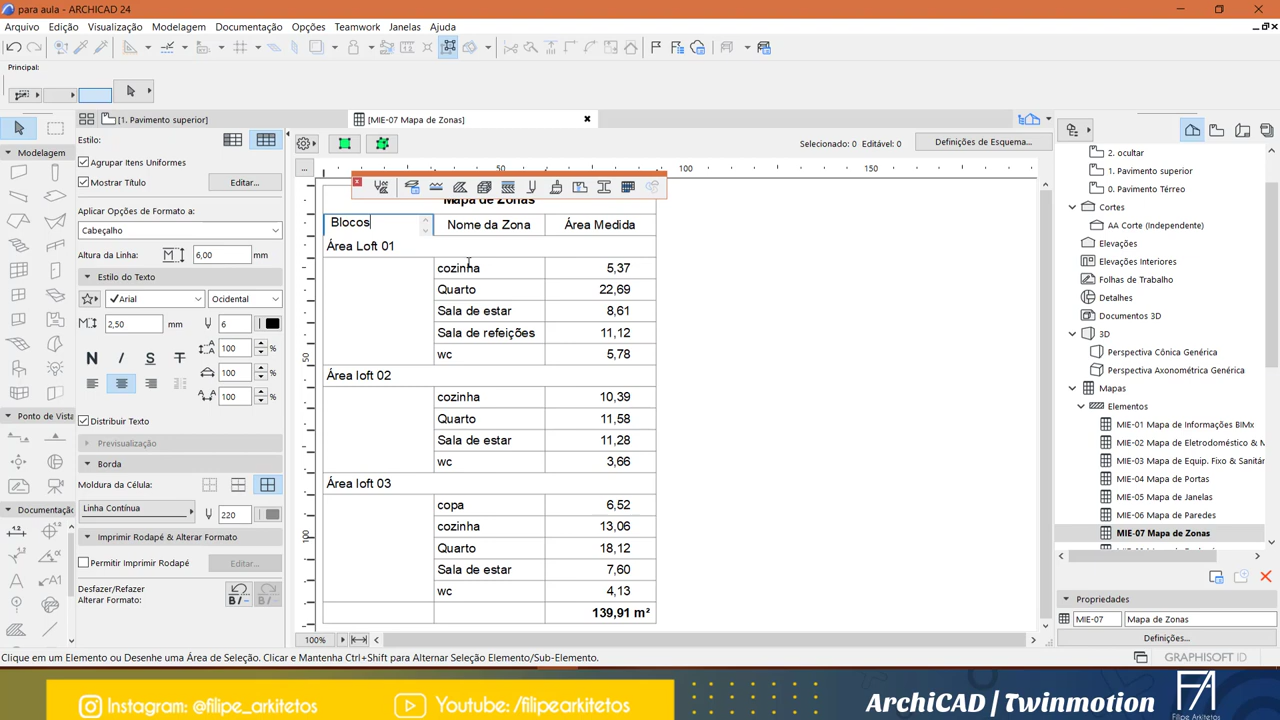 para aula - ARCHICAD 24
Arquivo Edição Visualização Modelagem Documentação Opções Teamwork Janelas Ajuda
Principal:
[1. Pavimento superior]
[MIE-07 Mapa de Zonas]
Estilo:
Selecionado: 0 Editável: 0
Definições de Esquema...
Modelagem
Agrupar Itens Uniformes
Mostrar Título
Editar...
Aplicar Opções de Formato a:
Cabeçalho
Altura da Linha:
6,00
mm
Estilo do Texto
Arial
Ocidental
2,50
mm
6
100 %
N
100 %
100 %
Distribuir Texto
Ponto de Vista
Previsualização
Borda
Moldura da Célula:
Linha Contínua
220
Documentação
Imprimir Rodapé & Alterar Formato
Permitir Imprimir Rodapé
Editar...
Desfazer/Refazer
Alterar Formato:
50 100 150
50
100
Mapa de Zonas
Blocos Nome da Zona Área Medida
Área Loft 01
cozinha 5,37
Quarto 22,69
Sala de estar 8,61
Sala de refeições 11,12
wc 5,78
Área loft 02
cozinha 10,39
Quarto 11,58
Sala de estar 11,28
wc 3,66
Área loft 03
copa 6,52
cozinha 13,06
Quarto 18,12
Sala de estar 7,60
wc 4,13
139,91 m²
100%
2. ocultar
1. Pavimento superior
0. Pavimento Térreo
Cortes
AA Corte (Independente)
Elevações
Elevações Interiores
Folhas de Trabalho
Detalhes
Documentos 3D
3D
Perspectiva Cônica Genérica
Perspectiva Axonométrica Genérica
Mapas
Elementos
MIE-01 Mapa de Informações BIMx
MIE-02 Mapa de Eletrodoméstico & M
MIE-03 Mapa de Equip. Fixo & Sanitár
MIE-04 Mapa de Portas
MIE-05 Mapa de Janelas
MIE-06 Mapa de Paredes
MIE-07 Mapa de Zonas
Propriedades
MIE-07
Mapa de Zonas
Definições...
Clique em um Elemento ou Desenhe uma Área de Seleção. Clicar e Mantenha Ctrl+Shift para Alternar Seleção Elemento/Sub-Elemento.
GRAPHISOFT ID
Instagram: @filipe_arkitetos
Youtube: /filipearkitetos
ArchiCAD | Twinmotion
Filipe Arkitetos